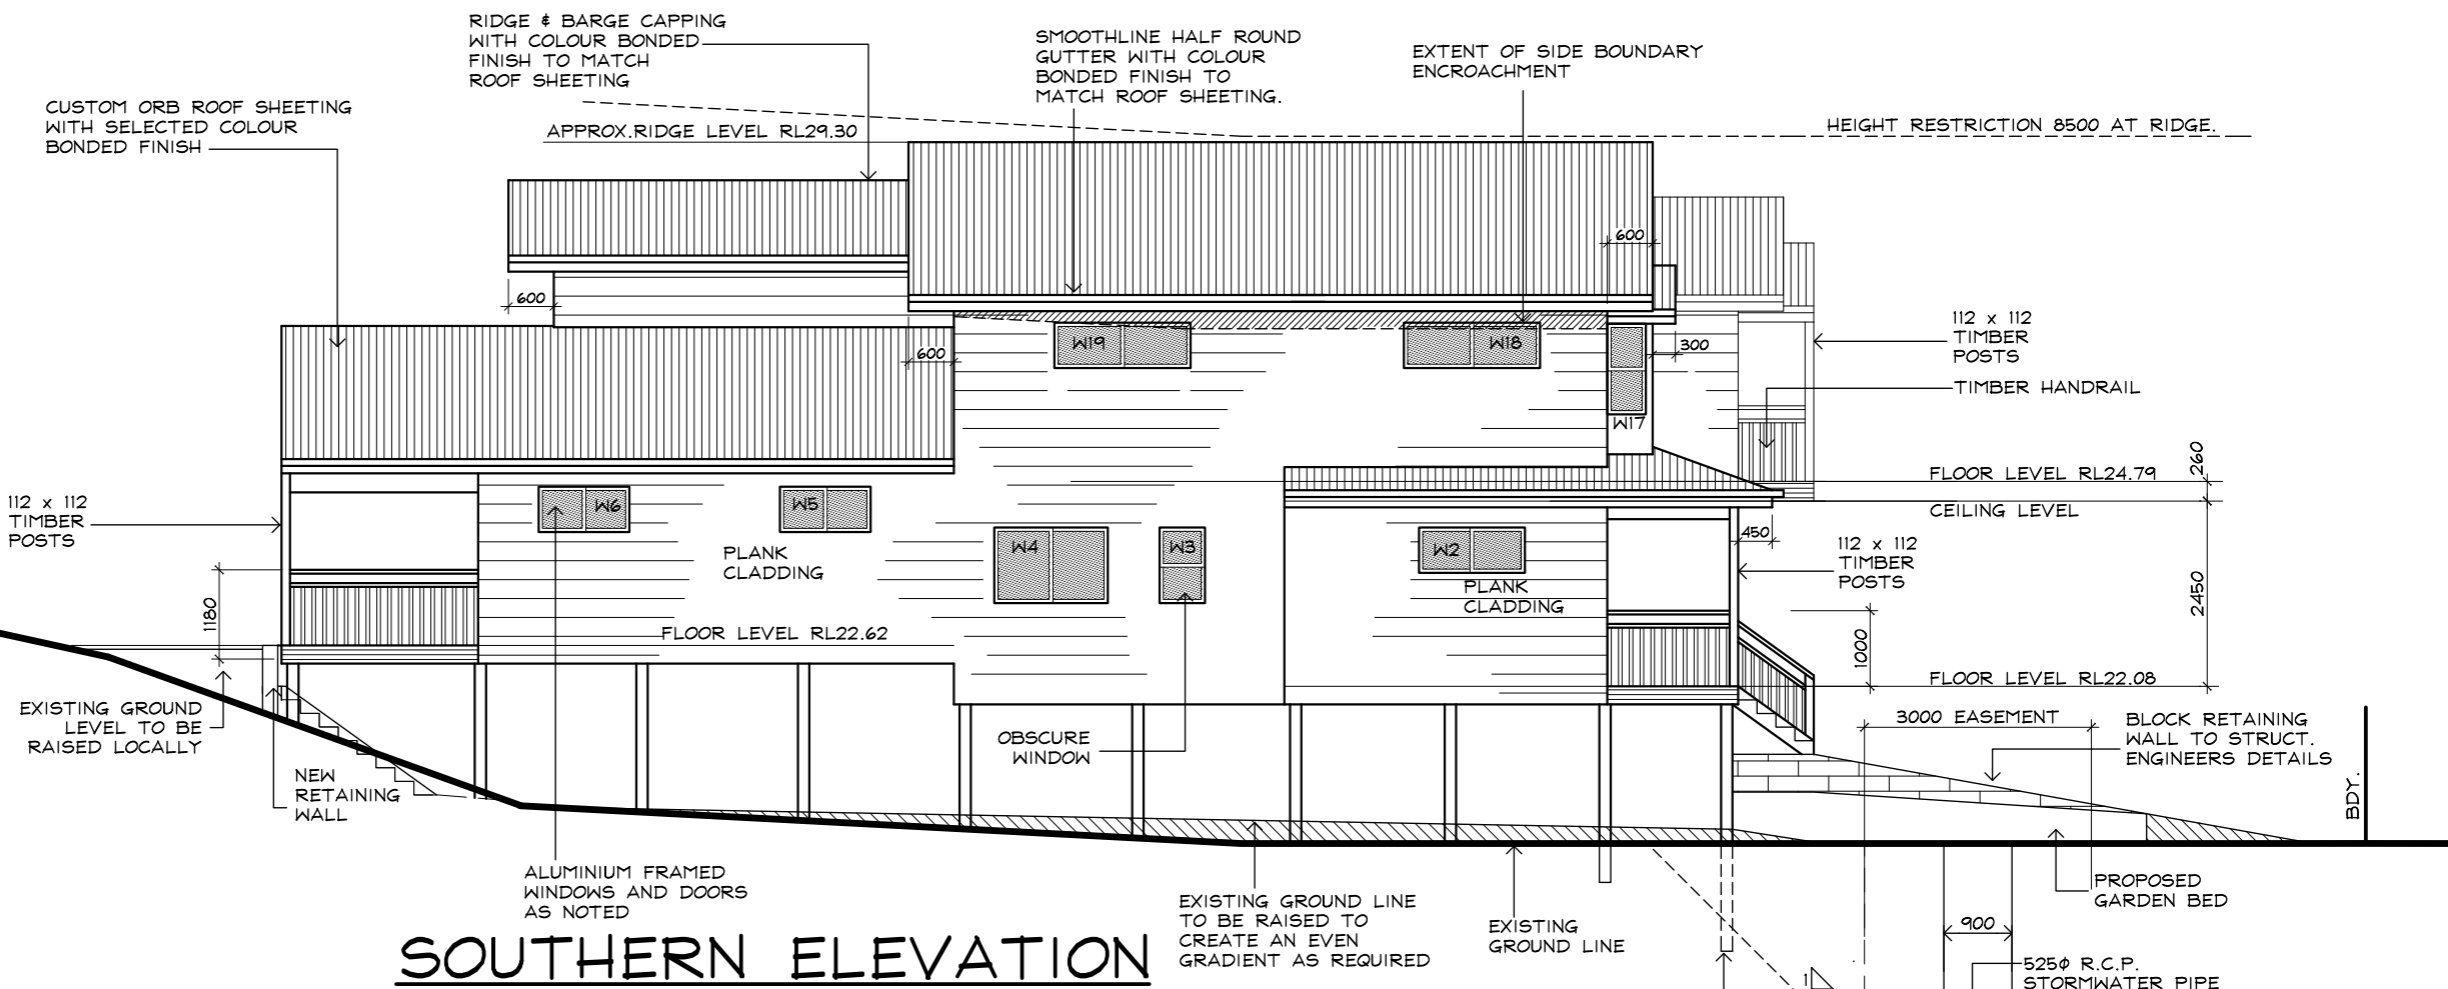 RIDGE & BARGE CAPPING
WITH COLOUR BONDED
FINISH TO MATCH
ROOF SHEETING
SMOOTHLINE HALF ROUND
GUTTER WITH COLOUR
BONDED FINISH TO
MATCH ROOF SHEETING.
EXTENT OF SIDE BOUNDARY
ENCROACHMENT
CUSTOM ORB ROOF SHEETING
WITH SELECTED COLOUR
BONDED FINISH
APPROX.RIDGE LEVEL RL29.30
HEIGHT RESTRICTION 8500 AT RIDGE.
600
600
600
300
W19
W18
W17
112 x 112
TIMBER
POSTS
TIMBER HANDRAIL
260
FLOOR LEVEL RL24.79
CEILING LEVEL
112 x 112
TIMBER
POSTS
W6
W5
W4
W3
W2
450
112 x 112
TIMBER
POSTS
PLANK
CLADDING
PLANK
CLADDING
1180
2450
1000
FLOOR LEVEL RL22.62
FLOOR LEVEL RL22.08
EXISTING GROUND
LEVEL TO BE
RAISED LOCALLY
3000 EASEMENT
BLOCK RETAINING
WALL TO STRUCT.
ENGINEERS DETAILS
OBSCURE
WINDOW
NEW
RETAINING
WALL
BDY.
ALUMINIUM FRAMED
WINDOWS AND DOORS
AS NOTED
EXISTING GROUND LINE
TO BE RAISED TO
CREATE AN EVEN
GRADIENT AS REQUIRED
EXISTING
GROUND LINE
PROPOSED
GARDEN BED
900
SOUTHERN ELEVATION
1
525φ R.C.P.
STORMWATER PIPE